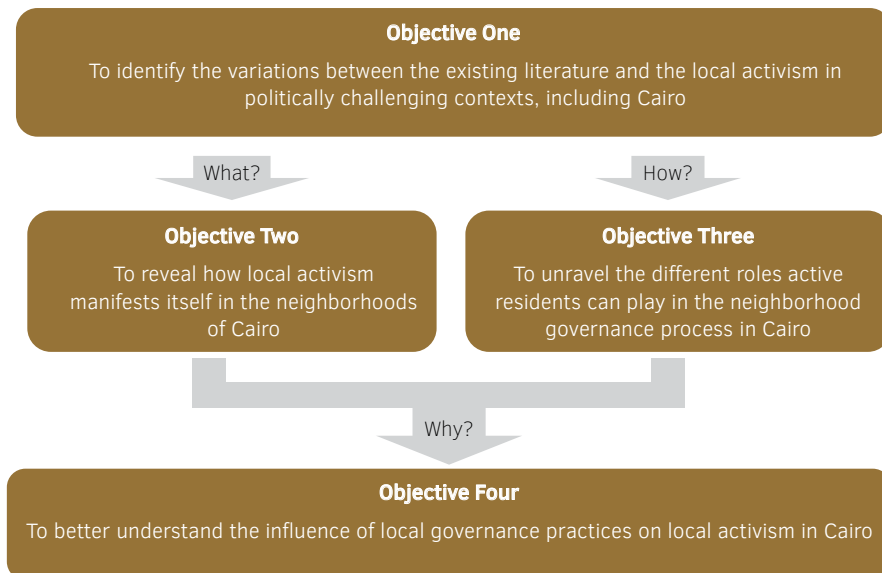 Objective One
To identify the variations between the existing literature and the local activism in
politically challenging contexts, including Cairo
What?
How?
Objective Two
To reveal how local activism
manifests itself in the neighborhoods
of Cairo
Objective Three
To unravel the different roles active
residents can play in the neighborhood
governance process in Cairo
Why?
Objective Four
To better understand the influence of local governance practices on local activism in Cairo